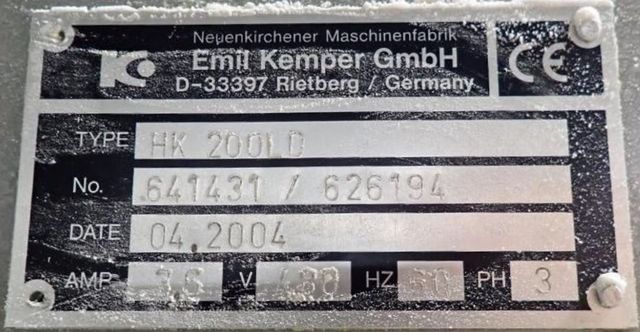 Neuenkirchener Maschinenfabrik
Emil Kemper GmbH
D-33397 Rietberg / Germany
CE
TYPE HK 200LD
No. 641431 / 626194
DATE 04.2004
AMP V HZ 60 PH 3